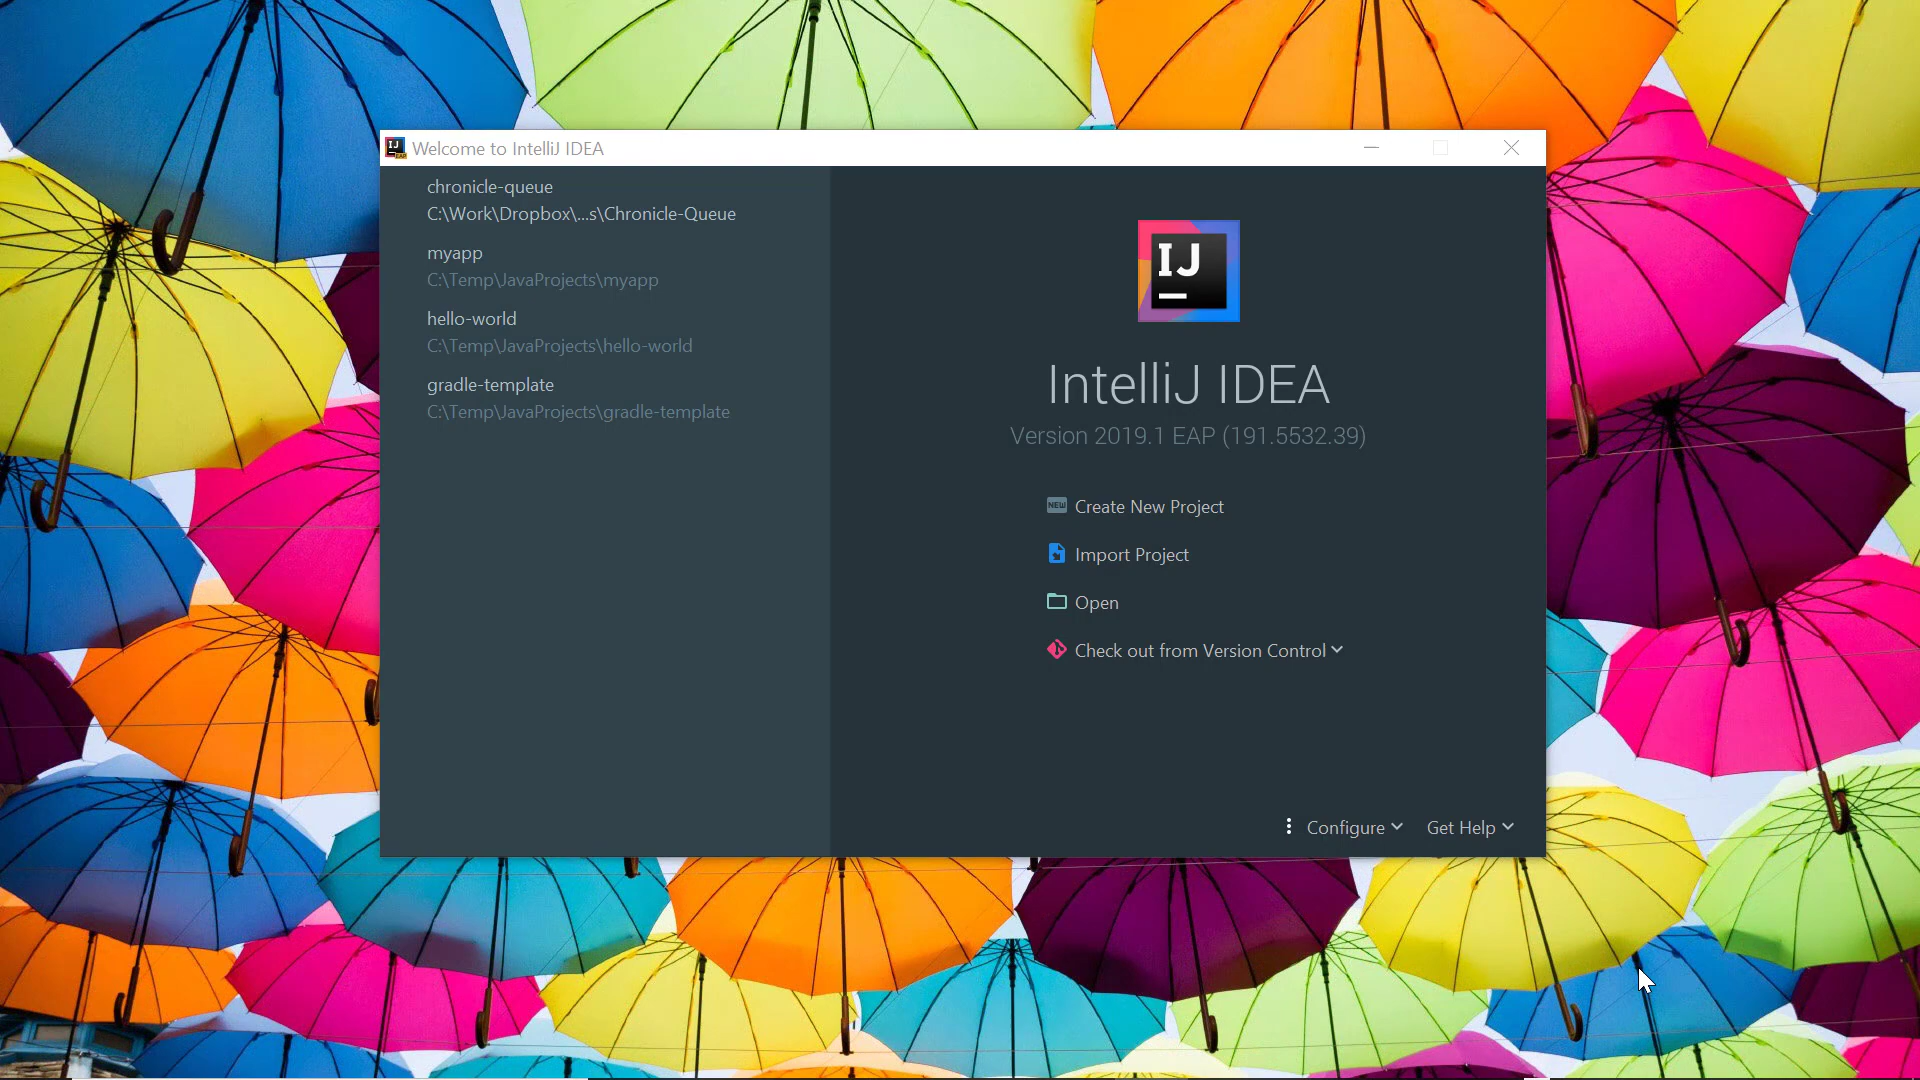 Welcome to IntelliJ IDEA
chronicle-queue
C:\Work\Dropbox\...s\Chronicle-Queue
myapp
C:\Temp\JavaProjects\myapp
hello-world
C:\Temp\JavaProjects\hello-world
gradle-template
C:\Temp\JavaProjects\gradle-template
IJ
IntelliJ IDEA
Version 2019.1 EAP (191.5532.39)
NEW Create New Project
Import Project
Open
Check out from Version Control
Configure
Get Help